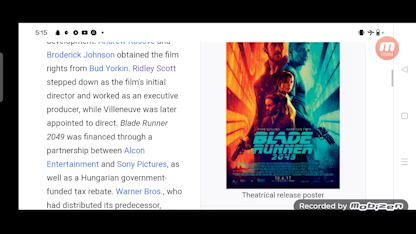 5:15
development. Andrew Kosove and
Broderick Johnson obtained the film
rights from Bud Yorkin. Ridley Scott
stepped down as the film's initial
director and worked as an executive
producer, while Villeneuve was later
appointed to direct. Blade Runner
2049 was financed through a
partnership between Alcon
Entertainment and Sony Pictures, as
well as a Hungarian government-
funded tax rebate. Warner Bros., who
had distributed its predecessor,
BLADE
RUNNER
2049
Theatrical release poster
Recorded by MOBIZEN